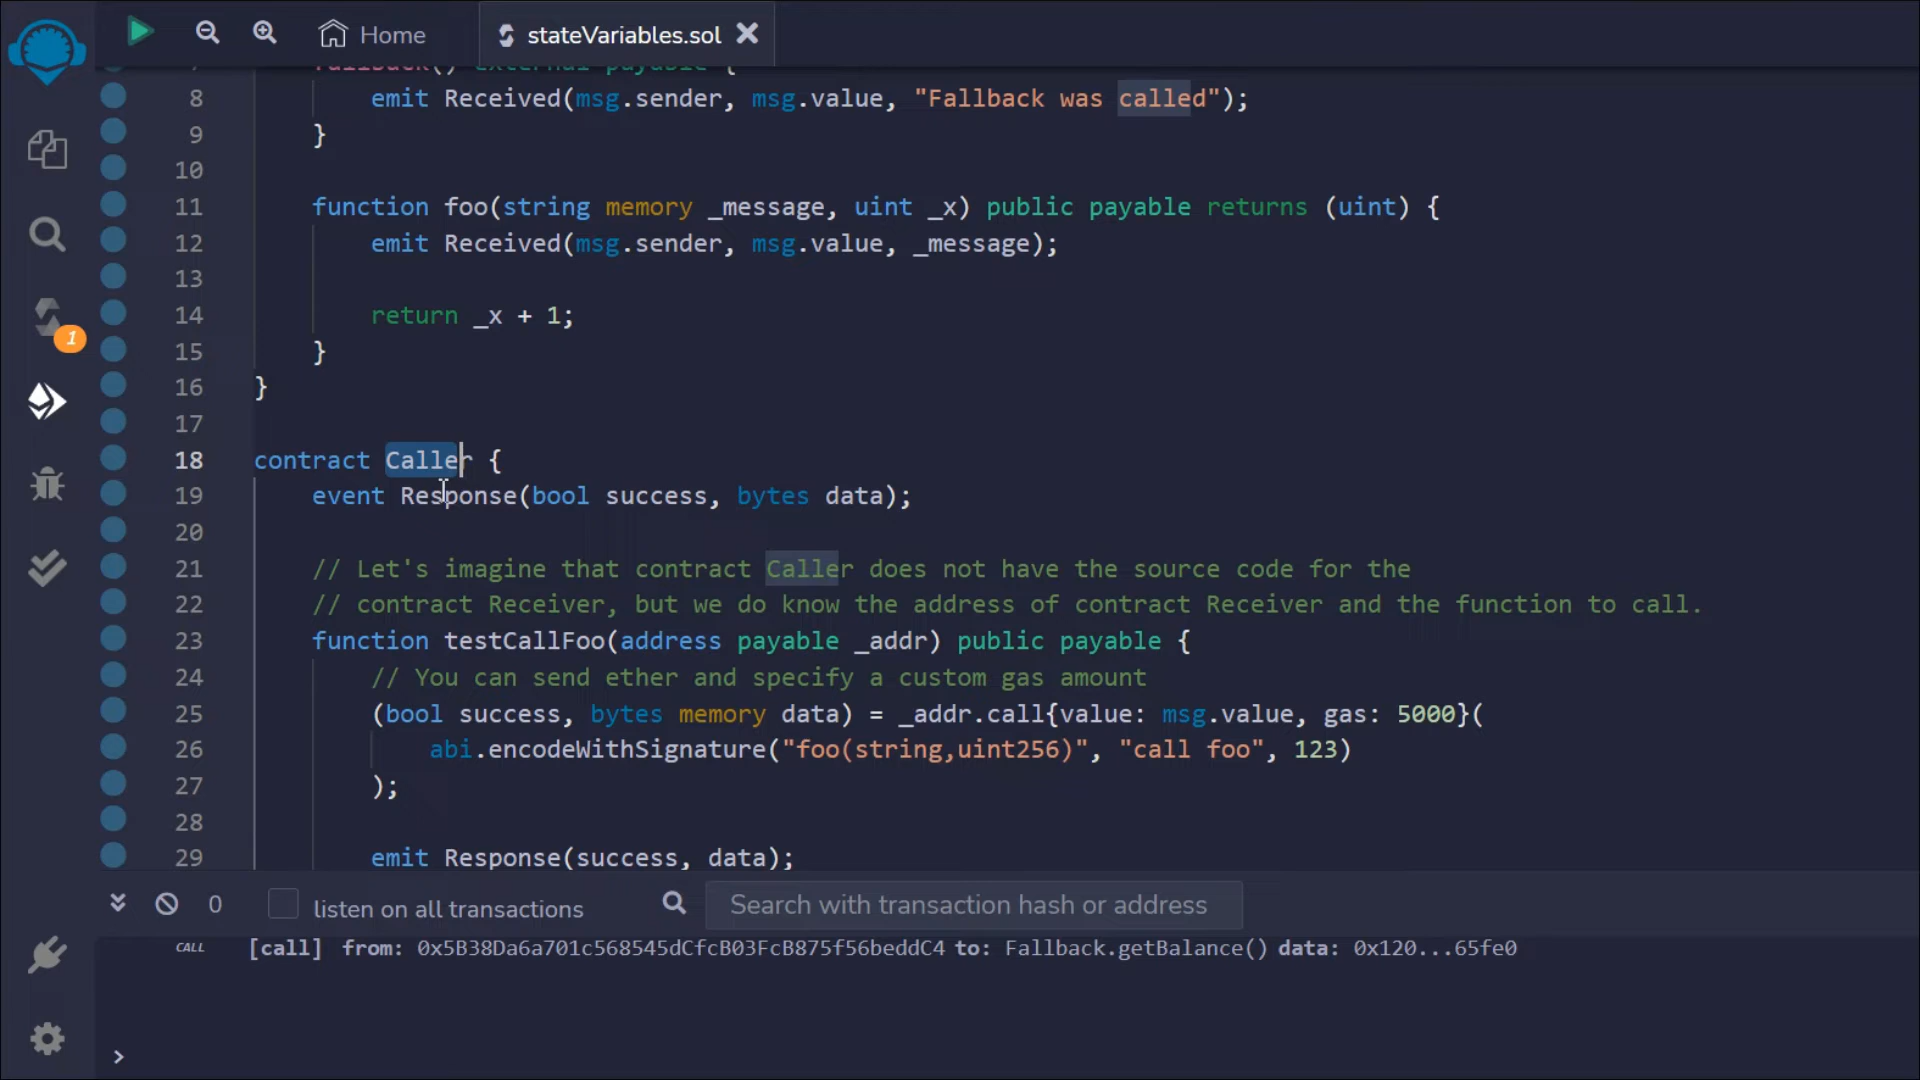 Home
stateVariables.sol
fallback() external payable {
8 emit Received(msg.sender, msg.value, "Fallback was called");
9 }
10
11 function foo(string memory _message, uint _x) public payable returns (uint) {
12 emit Received(msg.sender, msg.value, _message);
13
14 return _x + 1;
15 }
16 }
17
18 contract Caller {
19 event Response(bool success, bytes data);
20
21 // Let's imagine that contract Caller does not have the source code for the
22 // contract Receiver, but we do know the address of contract Receiver and the function to call.
23 function testCallFoo(address payable _addr) public payable {
24 // You can send ether and specify a custom gas amount
25 (bool success, bytes memory data) = _addr.call{value: msg.value, gas: 5000}(
26 abi.encodeWithSignature("foo(string,uint256)", "call foo", 123)
27 );
28
29 emit Response(success, data);
1
0
listen on all transactions
Search with transaction hash or address
CALL [call] from: 0x5B38Da6a701c568545dCfcB03FcB875f56beddC4 to: Fallback.getBalance() data: 0x120...65fe0
>